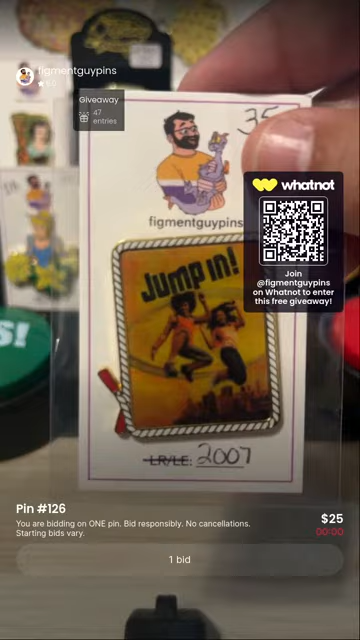 figmentguypins
Giveaway
47
entries
35
whatnot
figmentguypins
Join
@figmentguypins
on Whatnot to enter
this free giveaway!
JUMP IN!
S!
LR/LE: 2007
Pin #126
You are bidding on ONE pin. Bid responsibly. No cancellations.
Starting bids vary.
$25
00:00
1 bid